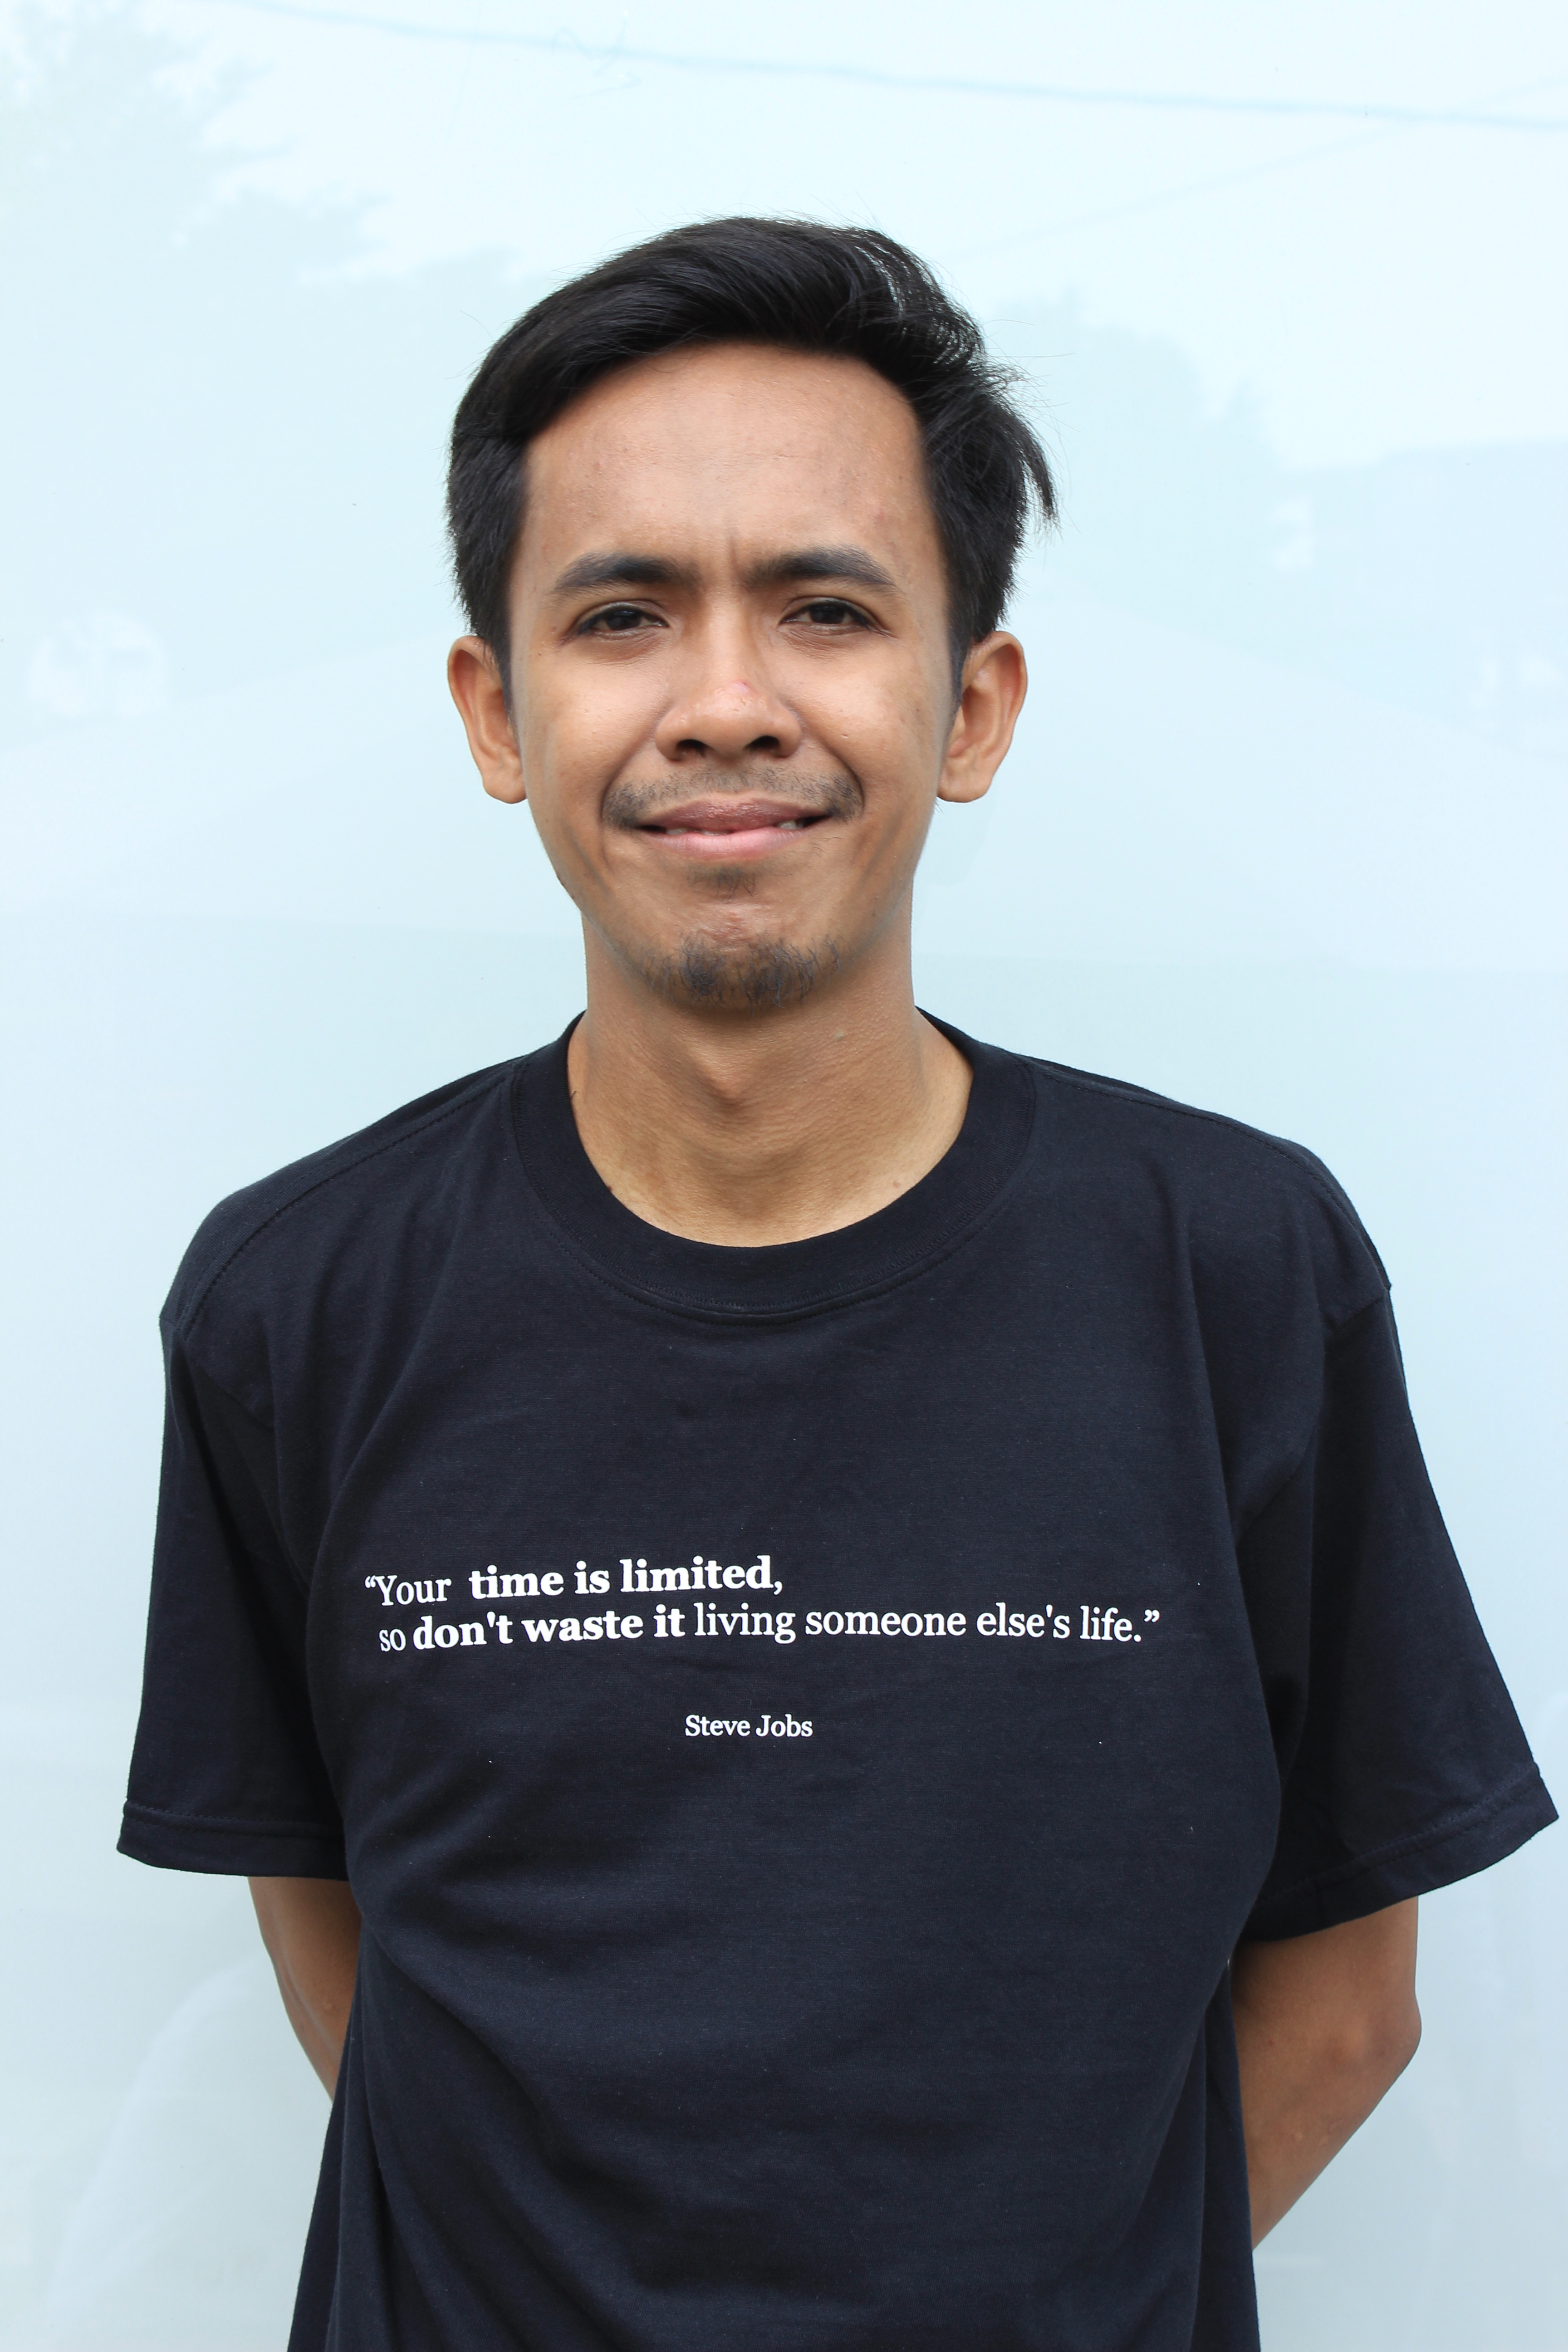 “Your time is limited,
so don't waste it living someone else's life.”
Steve Jobs